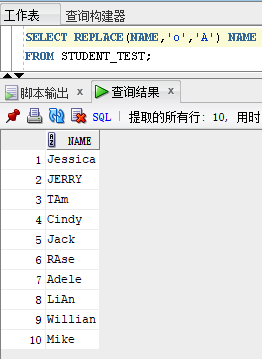 工作表 查询构建器
SELECT REPLACE(NAME,'o','A') NAME
FROM STUDENT_TEST;
脚本输出 x 查询结果 x
SQL | 提取的所有行: 10, 用时
A Z NAME
1 Jessica
2 JERRY
3 TAm
4 Cindy
5 Jack
6 RAse
7 Adele
8 LiAn
9 Willian
10 Mike